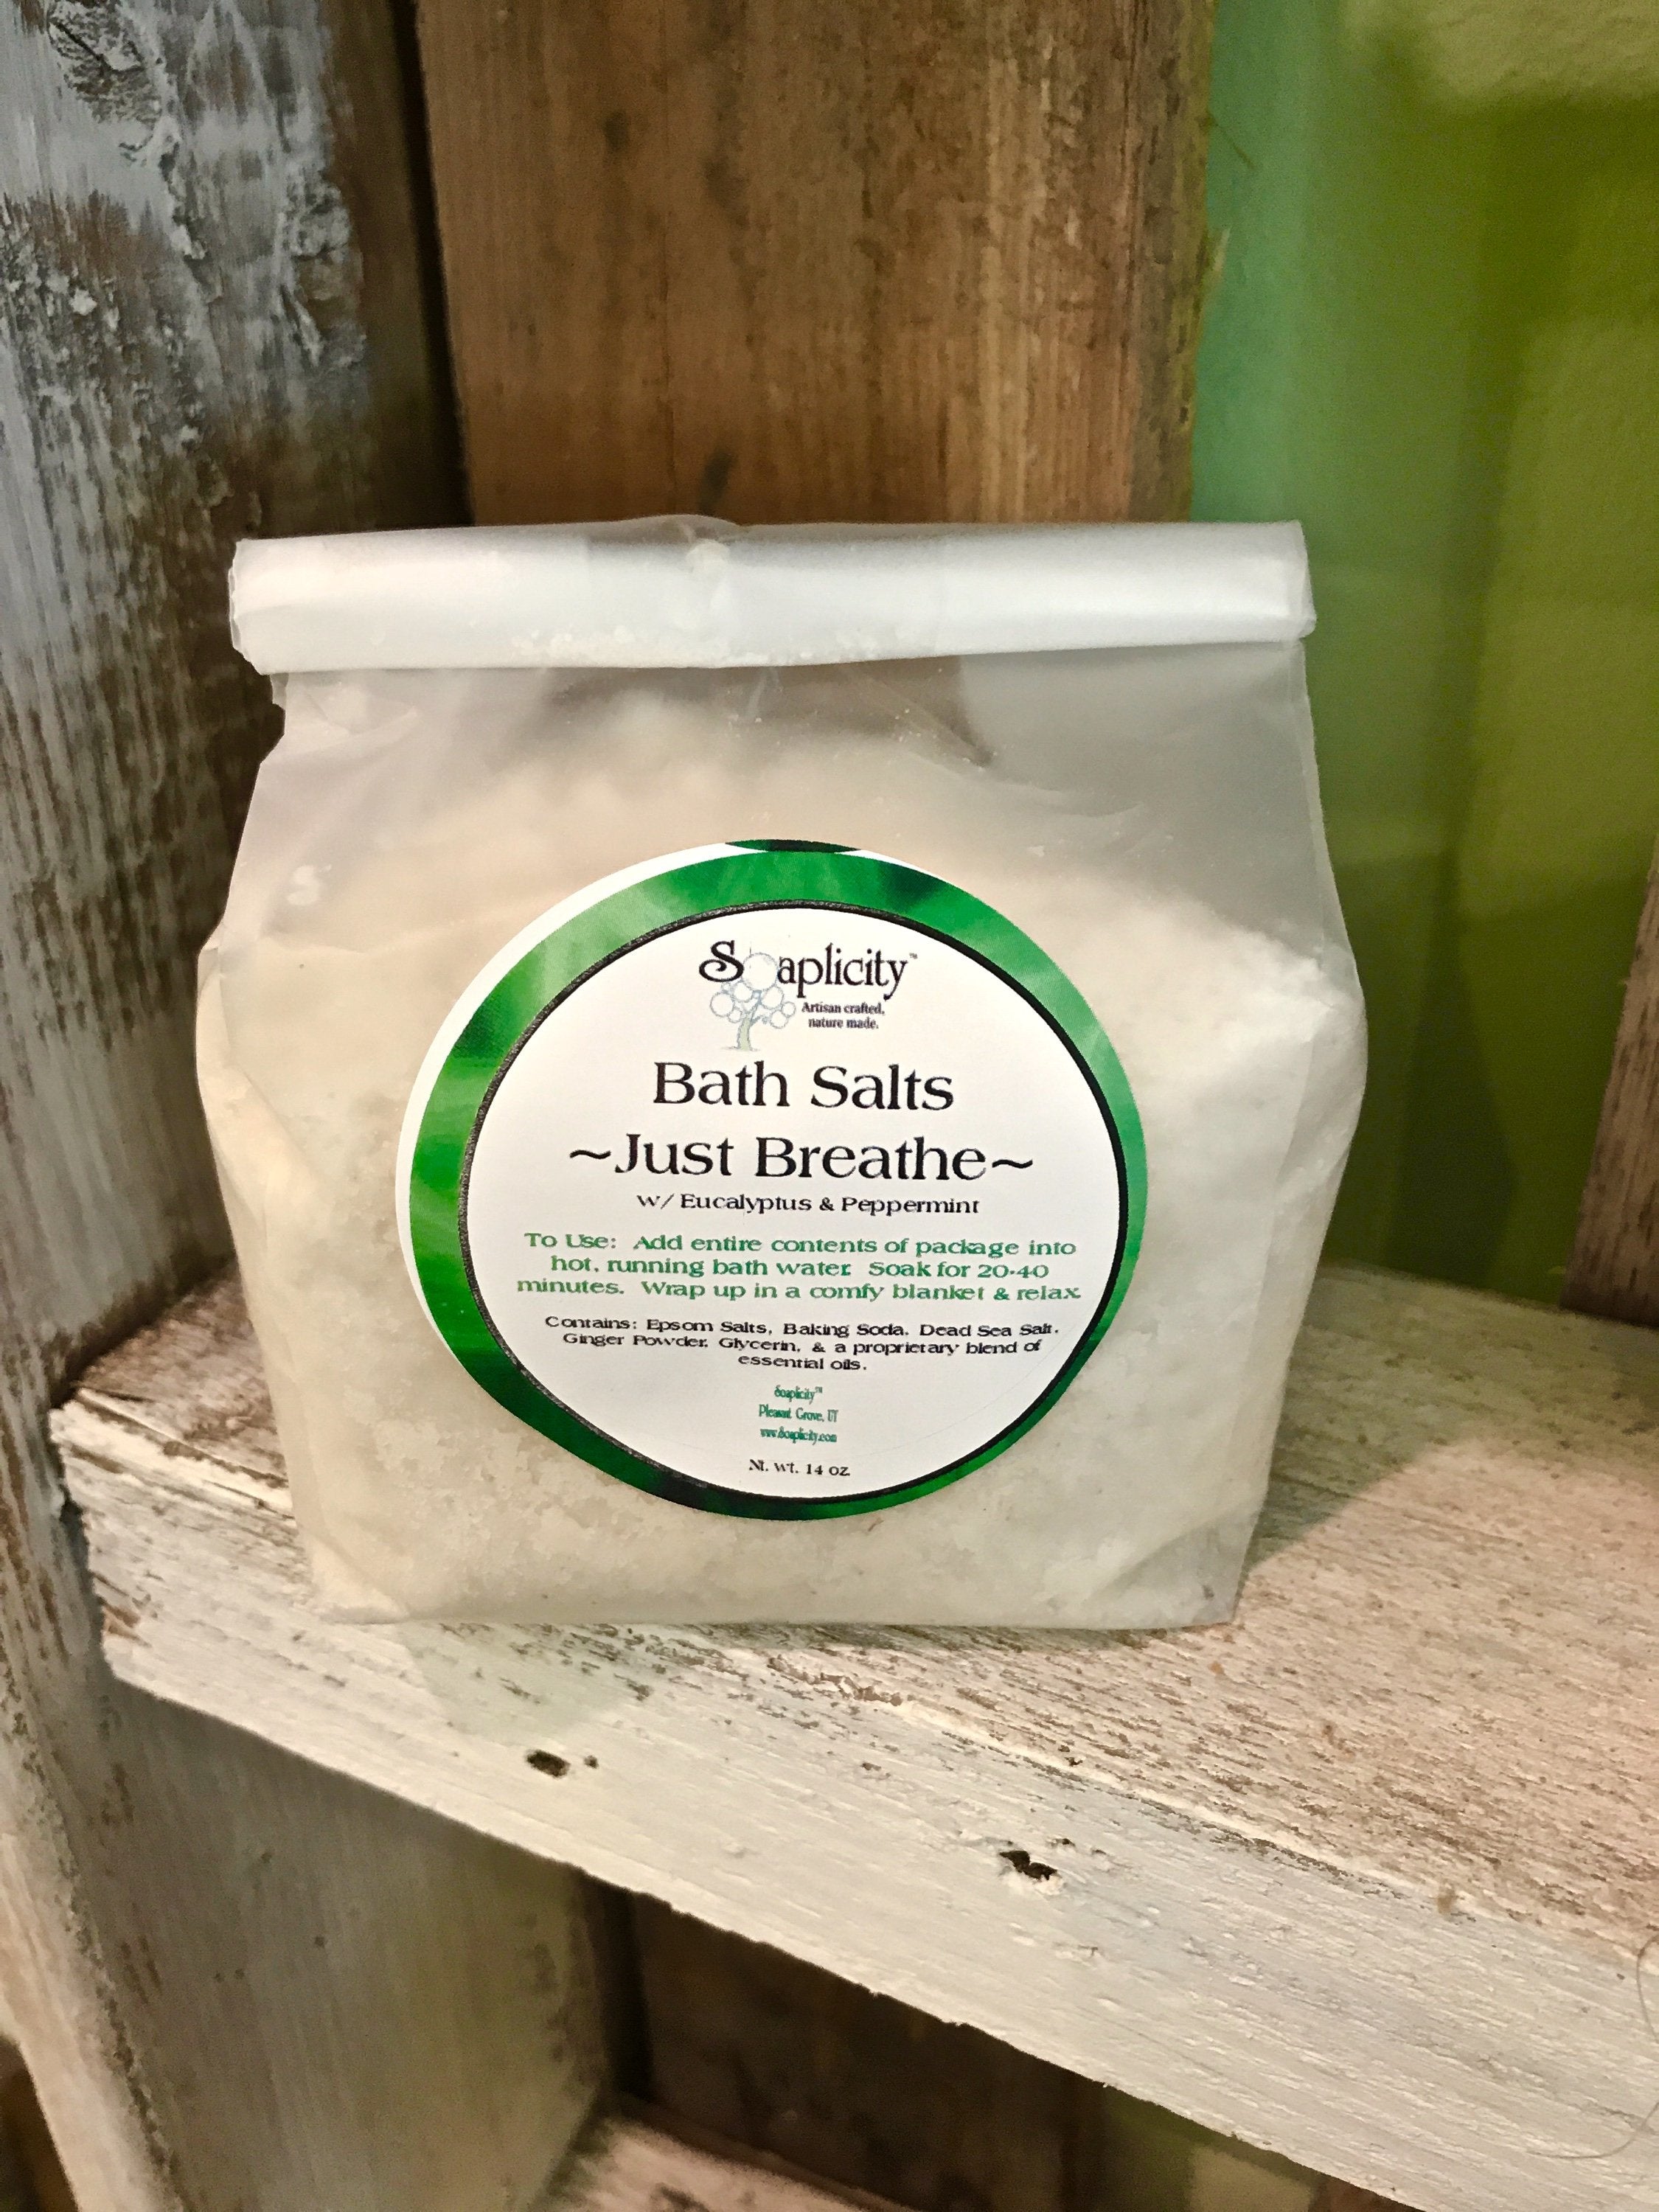 Soaplicity™
Artisan crafted,
nature made.
Bath Salts
~Just Breathe~
w/ Eucalyptus & Peppermint
To Use: Add entire contents of package into
hot, running bath water. Soak for 20-40
minutes. Wrap up in a comfy blanket & relax.
Contains: Epsom Salts, Baking Soda, Dead Sea Salt,
Ginger Powder, Glycerin, & a proprietary blend of
essential oils.
Soaplicity™
Pleasant Grove, UT
www.Soaplicity.com
Nt. wt. 14 oz.